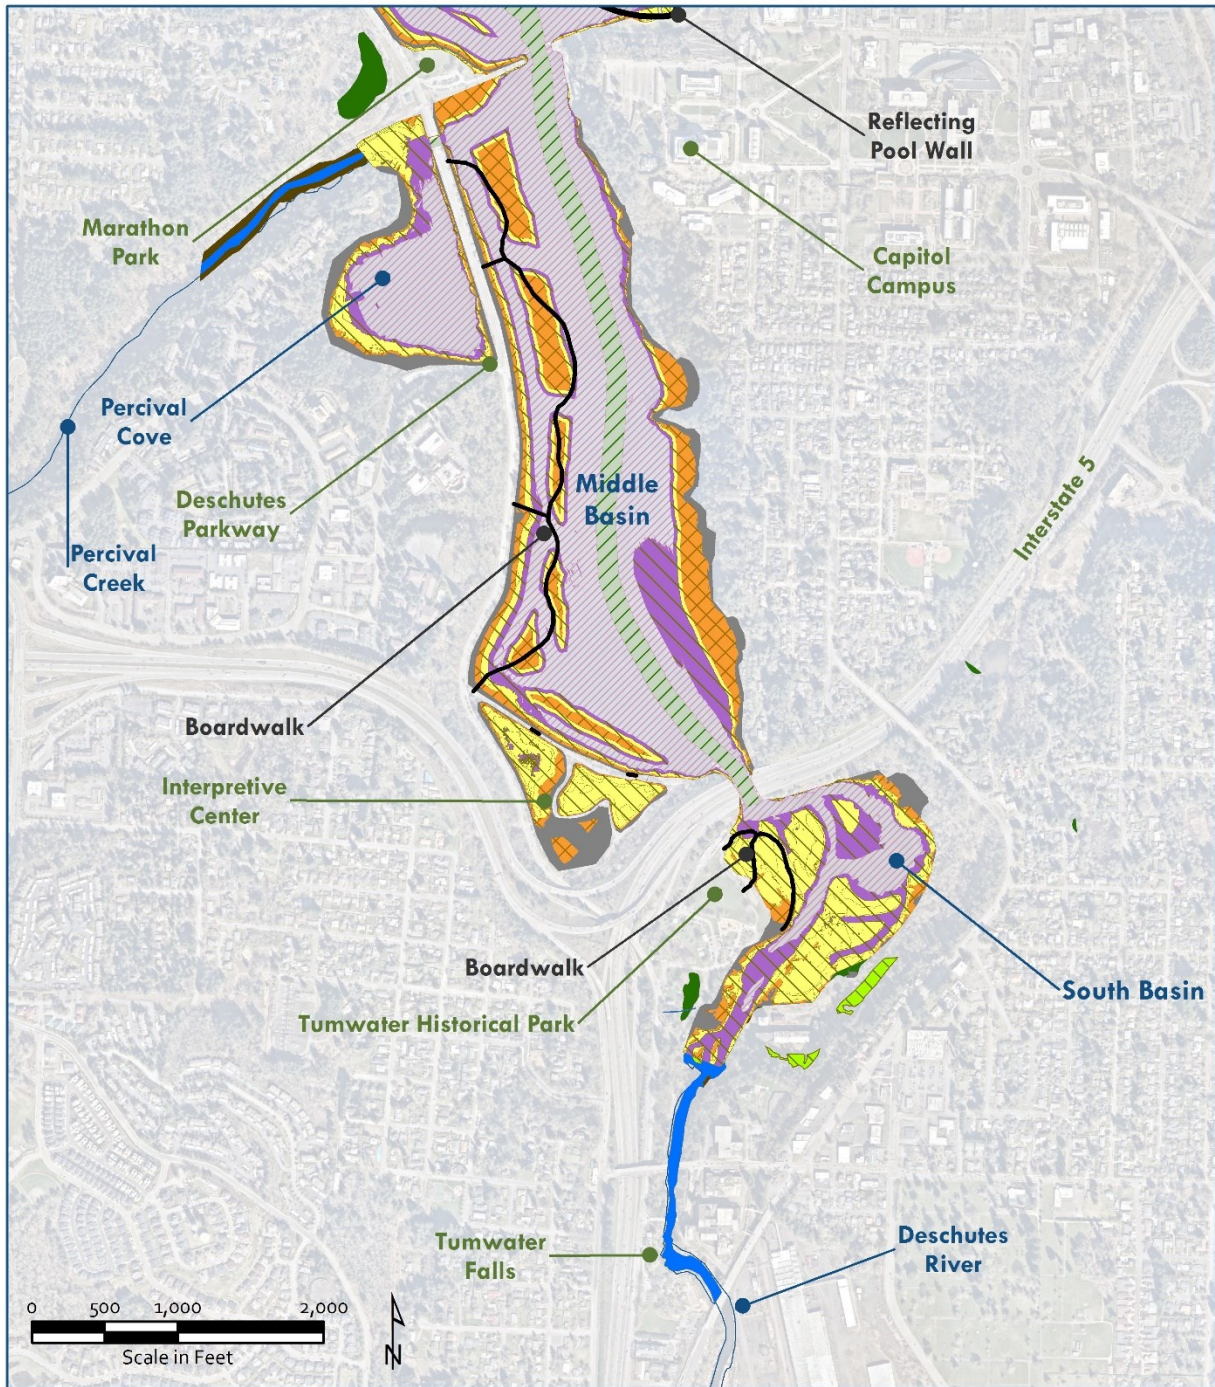 Reflecting
Pool Wall
Marathon
Park
Capitol
Campus
Percival
Cove
Interstate 5
Deschutes
Parkway
Middle
Basin
Percival
Creek
Boardwalk
Interpretive
Center
Boardwalk
South Basin
Tumwater Historical Park
Tumwater
Falls
Deschutes
River
0 500 1,000 2,000
Scale in Feet
N